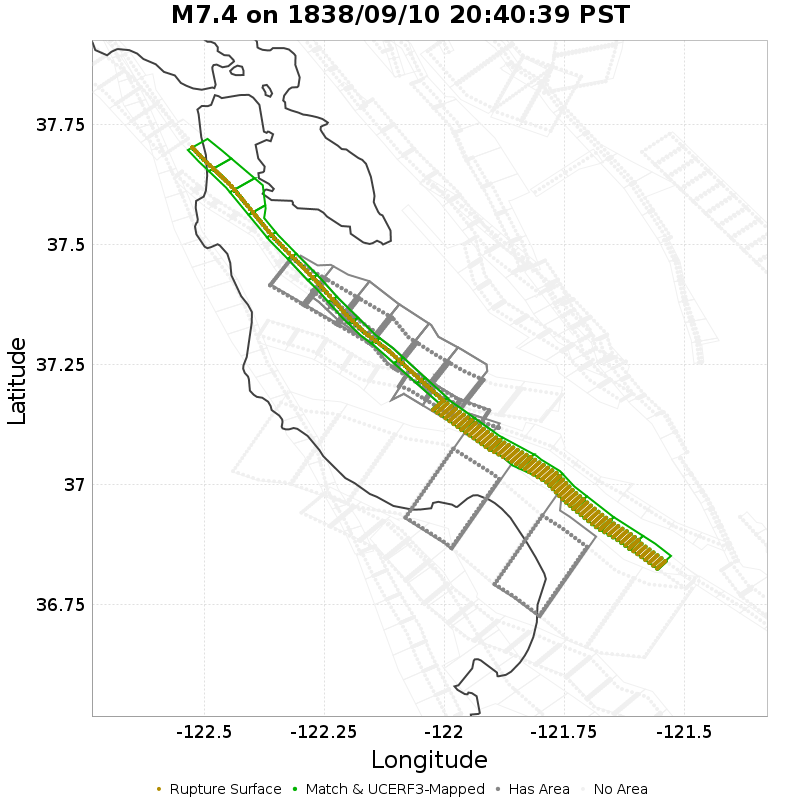 M7.4 on 1838/09/10 20:40:39 PST
37.75
37.5
37.25
37
36.75
Latitude
-122.5
-122.25
-122
-121.75
-121.5
Longitude
Rupture Surface
Match & UCERF3-Mapped
Has Area
No Area